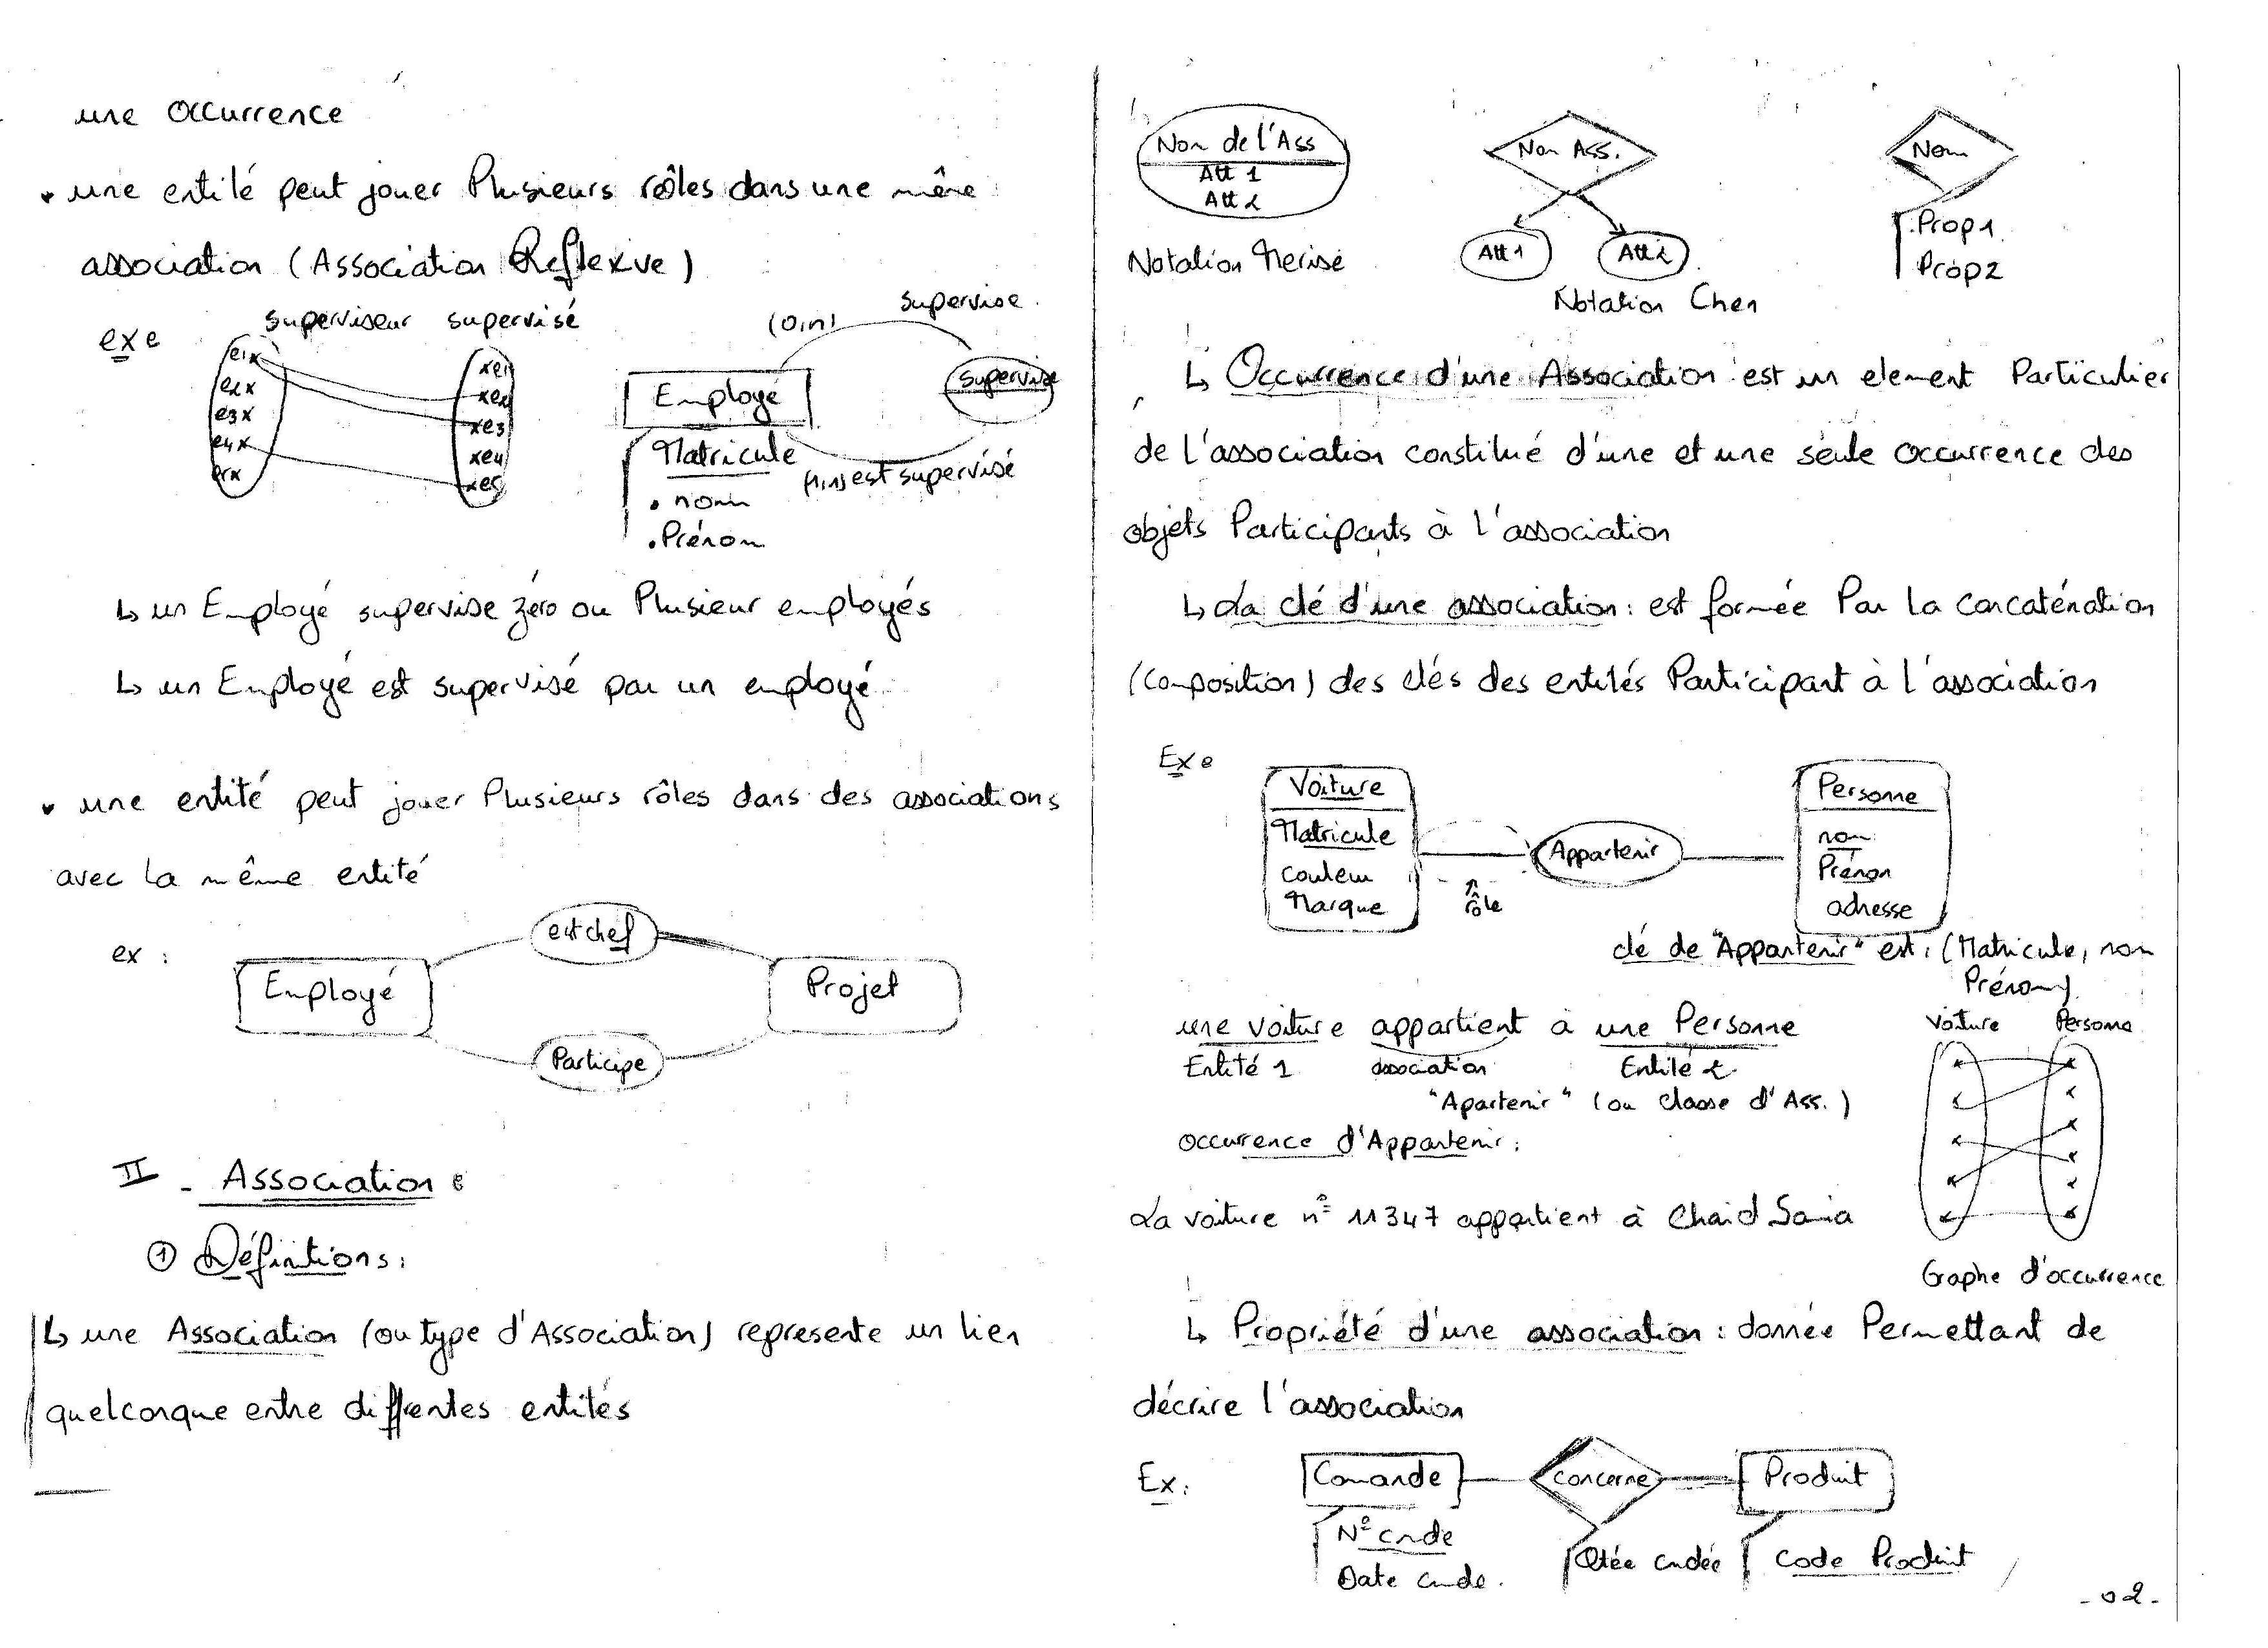 une occurrence
• une entité peut jouer Plusieurs rôles dans une même
association (Association Reflexve)
exe
superviseur supervisé
e1x
e2x
e3x
e4x
xe1
xe2
xe3
xe4
xe5
(0,n)
supervise
Employé
supervise
Matricule
• nom
• Prénom
est supervisé
↳ un Employé supervise zéro ou Plusieur employés
↳ un Employé est supervisé par un employé
• une entité peut jouer Plusieurs rôles dans des associations
avec la même entité
ex :
est chef
Employé
Projet
Participe
II - Association :
① Définitions :
↳ une Association (ou type d'Association) represente un lien
quelconque entre differentes entités
Nom de l'Ass
Att 1
Att 2
Notation Merise
Nom Ass.
Att 1
Att 2
Notation Chen
Nom
Prop1
Prop2
↳ Occurrence d'une Association est un element Particulier
de l'association constitué d'une et une seule occurrence des
objets Participants à l'association
↳ La clé d'une association : est formée Par la concaténation
(composition) des clés des entités Participant à l'association
Exe
Voiture
Matricule
couleur
Marque
rôle
Appartenir
Personne
nom
Prénom
adresse
clé de "Appartenir" est : (Matricule, nom
Prénom)
une voiture appartient à une Personne
Entité 1 association Entité 2
"Apartenir" (ou classe d'Ass.)
occurrence d'Appartenir :
La voiture n° 11347 appartient à Chaid Samia
Voiture Personne
Graphe d'occurrence
↳ Propriété d'une association : donnée Permettant de
décrire l'association
Ex :
Comande
concerne
Produit
N° cmde
Date cmde.
Qtée cmdée
Code Produit
- 02 -